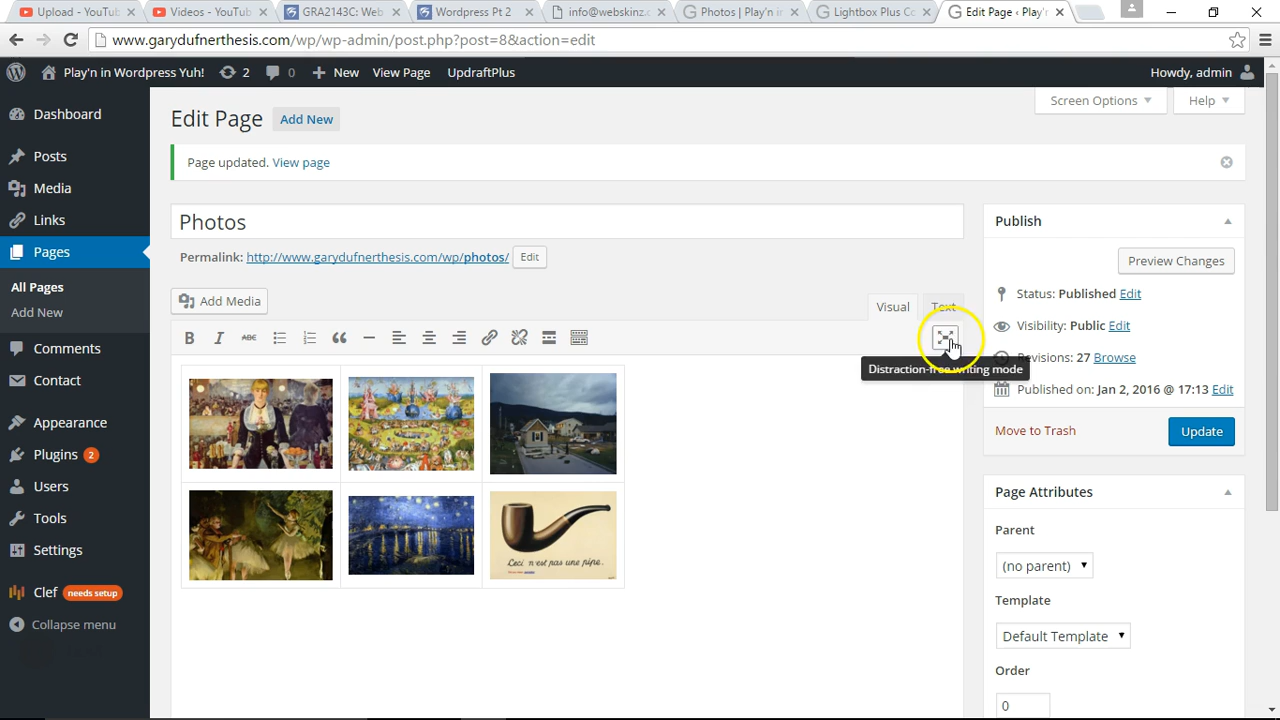 Upload - YouTub
Videos - YouTub
GRA2143C: Web
Wordpress Pt 2
info@webskinz.c
Photos | Play'n i
Lightbox Plus Co
Edit Page ‹ Play'
www.garydufnerthesis.com/wp/wp-admin/post.php?post=8&action=edit
Play'n in Wordpress Yuh!
2
0
New
View Page
UpdraftPlus
Howdy, admin
Dashboard
Posts
Media
Links
Pages
All Pages
Add New
Comments
Contact
Appearance
Plugins 2
Users
Tools
Settings
Clef needs setup
Collapse menu
Edit Page
Add New
Screen Options
Help
Page updated. View page
Photos
Permalink: http://www.garydufnerthesis.com/wp/photos/
Edit
Add Media
Visual
Text
B
I
ABC
Distraction-free writing mode
Ceci n'est pas une pipe.
Publish
Preview Changes
Status: Published Edit
Visibility: Public Edit
Revisions: 27 Browse
Published on: Jan 2, 2016 @ 17:13 Edit
Move to Trash
Update
Page Attributes
Parent
(no parent)
Template
Default Template
Order
0